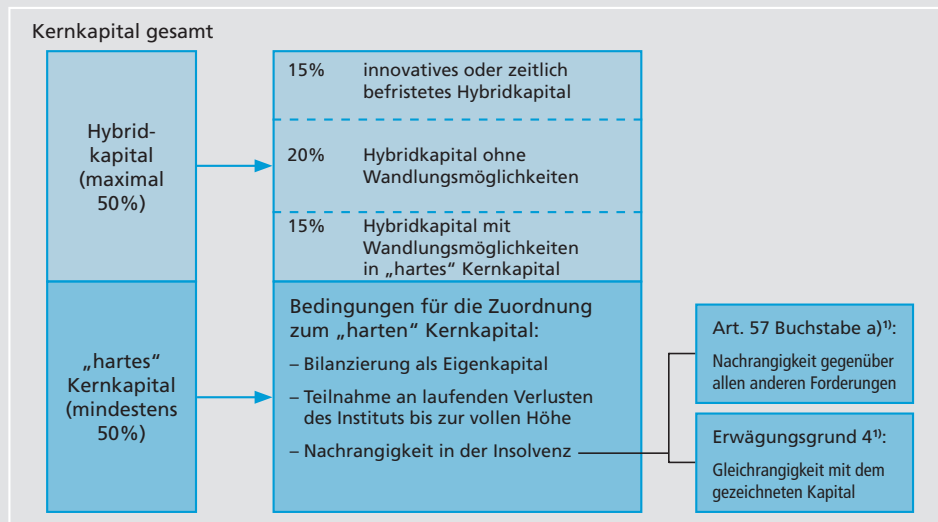 Kernkapital gesamt
Hybrid-
kapital
(maximal
50%)
15% innovatives oder zeitlich
befristetes Hybridkapital
20% Hybridkapital ohne
Wandlungsmöglichkeiten
15% Hybridkapital mit
Wandlungsmöglichkeiten
in „hartes“ Kernkapital
„hartes“
Kernkapital
(mindestens
50%)
Bedingungen für die Zuordnung
zum „harten“ Kernkapital:
– Bilanzierung als Eigenkapital
– Teilnahme an laufenden Verlusten
des Instituts bis zur vollen Höhe
– Nachrangigkeit in der Insolvenz
Art. 57 Buchstabe a)¹⁾:
Nachrangigkeit gegenüber
allen anderen Forderungen
Erwägungsgrund 4¹⁾:
Gleichrangigkeit mit dem
gezeichneten Kapital